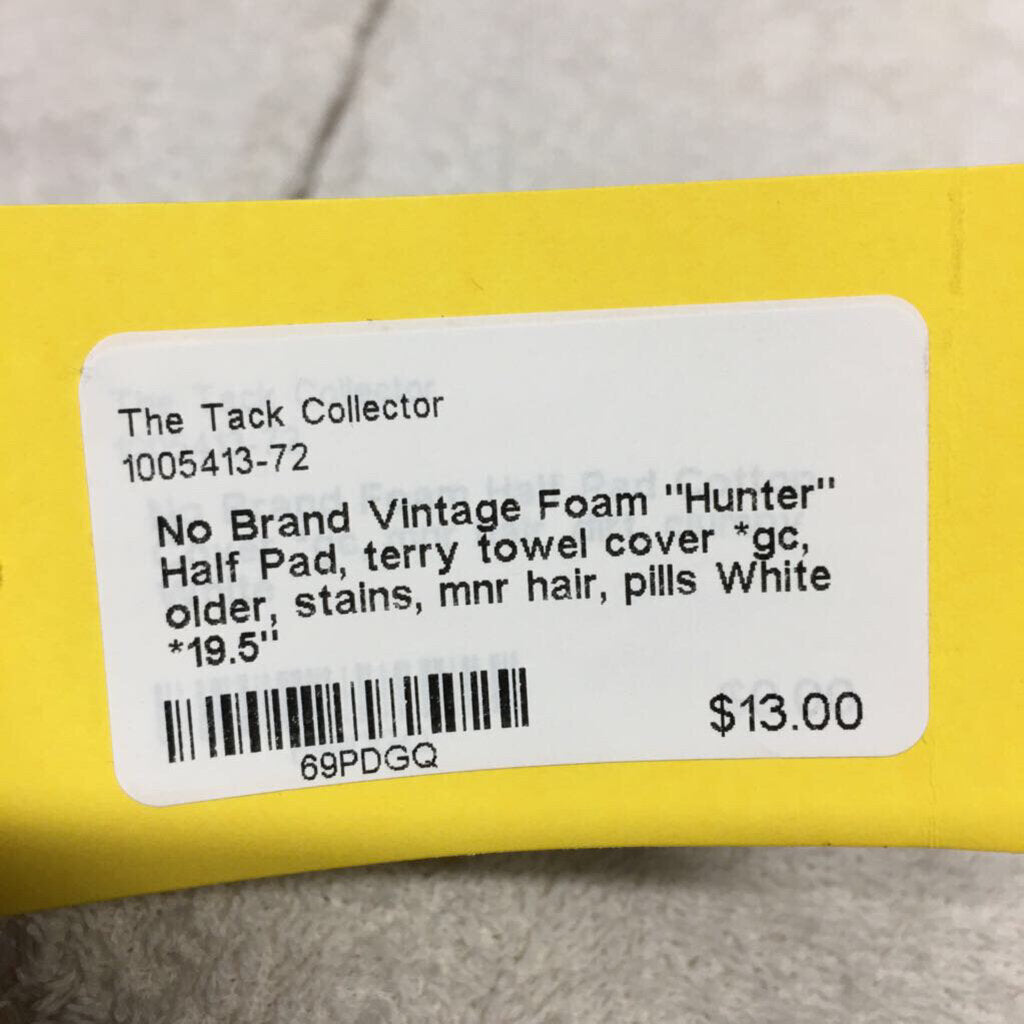 The Tack Collector
1005413-72
No Brand Vintage Foam "Hunter"
Half Pad, terry towel cover *gc,
older, stains, mnr hair, pills White
*19.5"
69PDGQ
$13.00